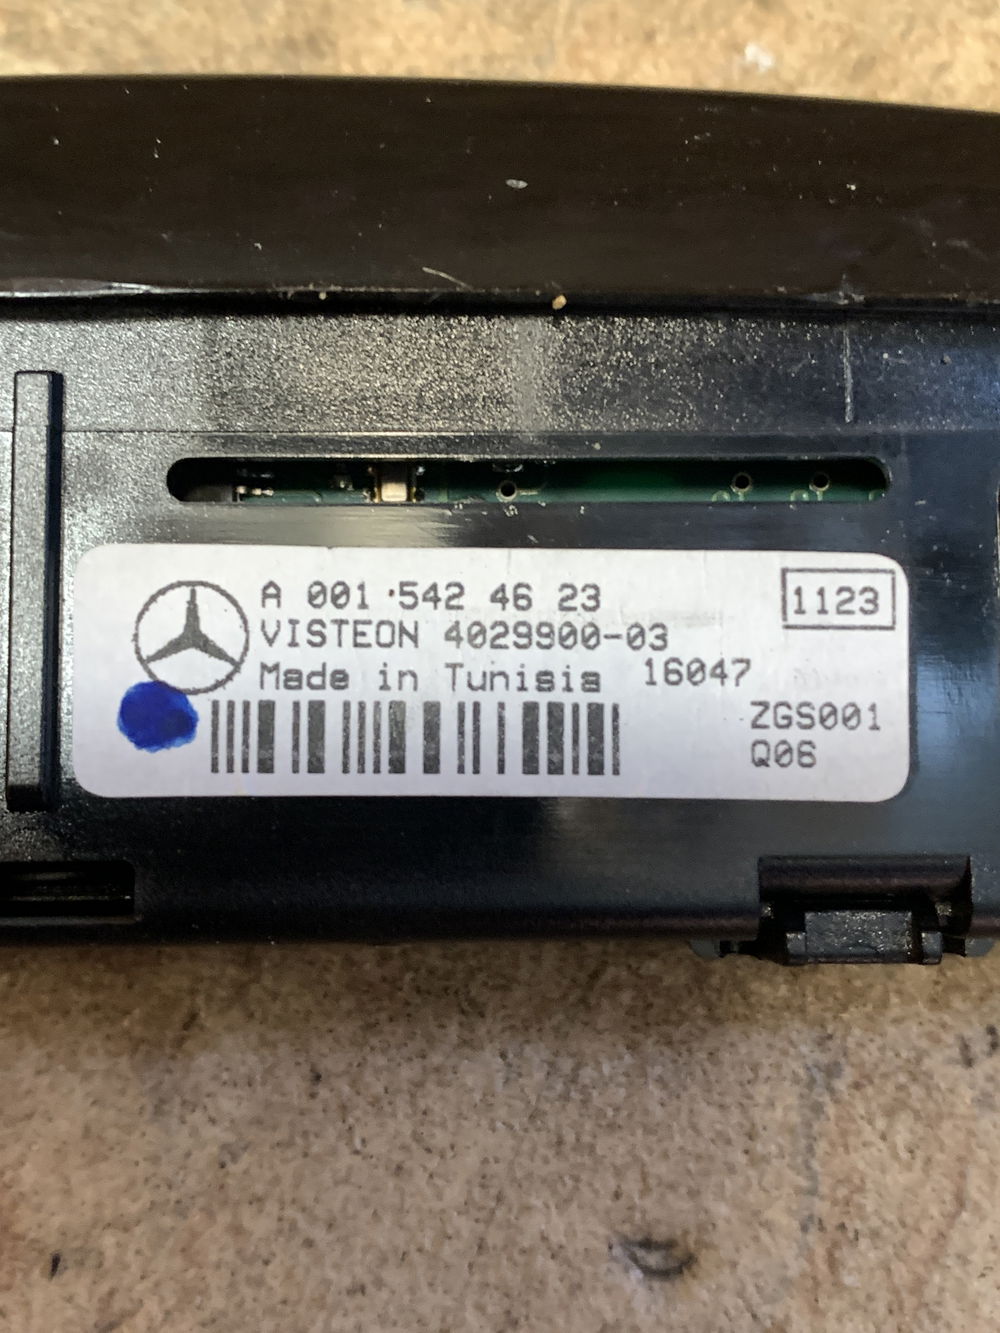 A 001 542 46 23
1123
VISTEON 4029900-03
Made in Tunisia 16047
ZGS001
Q06